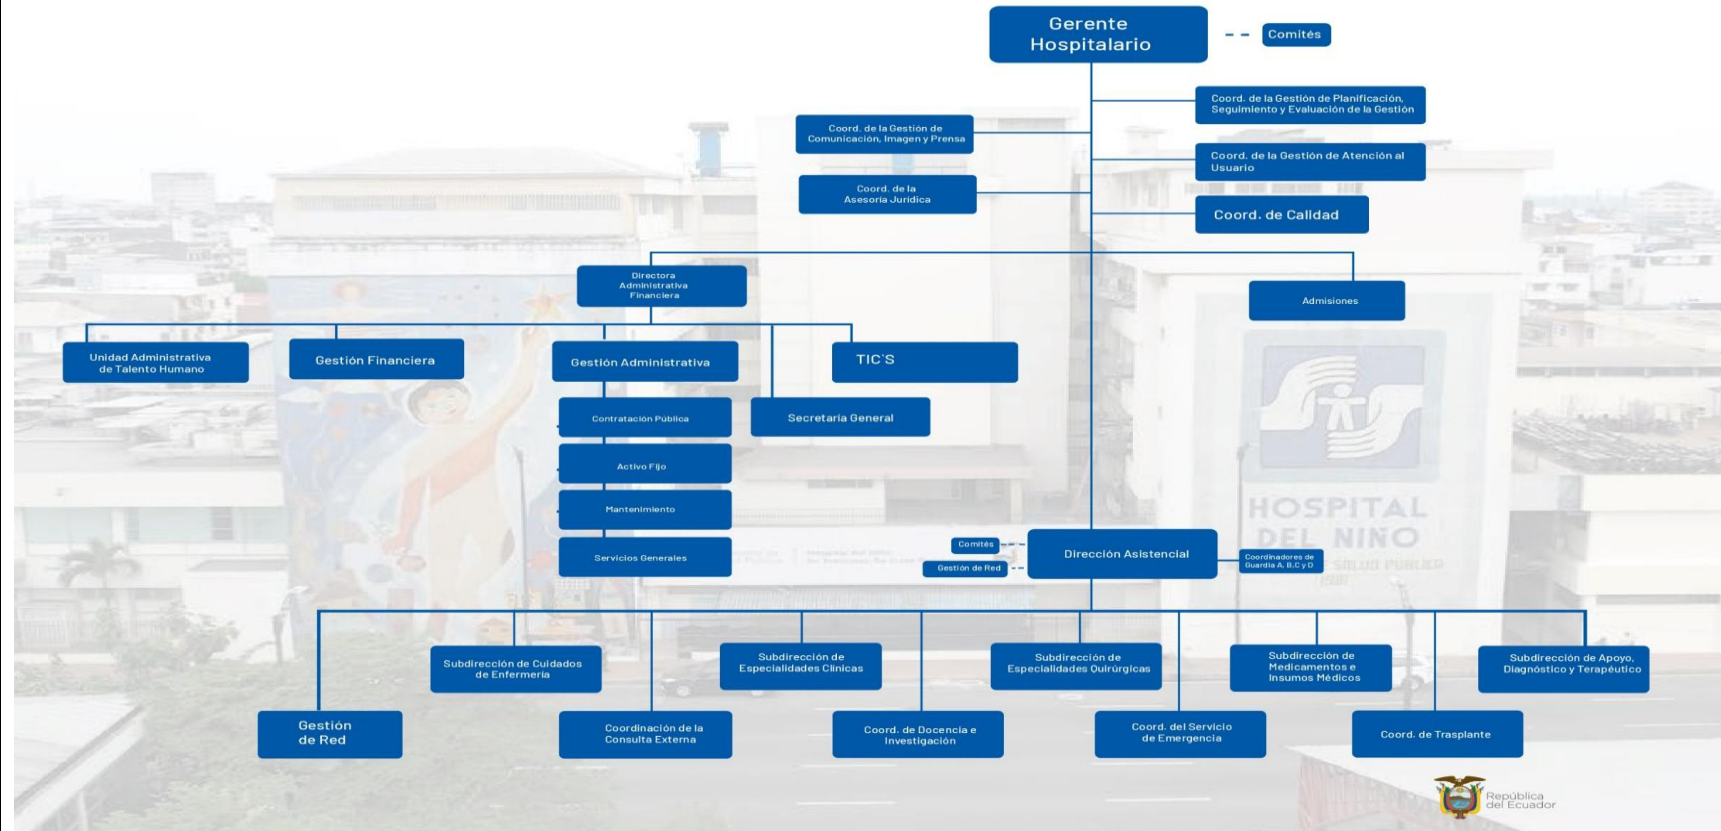 Gerente
Hospitalario
Comités
Coord. de la Gestión de Planificación,
Seguimiento y Evaluación de la Gestión
Coord. de la Gestión de
Comunicación, Imagen y Prensa
Coord. de la Gestión de Atención al
Usuario
Coord. de la
Asesoría Jurídica
Coord. de Calidad
Directora
Administrativa
Financiera
Admisiones
Unidad Administrativa
de Talento Humano
Gestión Financiera
Gestión Administrativa
TIC`S
Contratación Pública
Secretaría General
Activo Fijo
Mantenimiento
Servicios Generales
HOSPITAL
DEL NIÑO
Comités
Gestión de Red
Dirección Asistencial
Coordinadores de
Guardia A, B,C y D
SALUD PÚBLICA
Subdirección de Cuidados
de Enfermería
Subdirección de
Especialidades Clínicas
Subdirección de
Especialidades Quirúrgicas
Subdirección de
Medicamentos e
Insumos Médicos
Subdirección de Apoyo,
Diagnóstico y Terapéutico
Gestión
de Red
Coordinación de la
Consulta Externa
Coord. de Docencia e
Investigación
Coord. del Servicio
de Emergencia
Coord. de Trasplante
República
del Ecuador